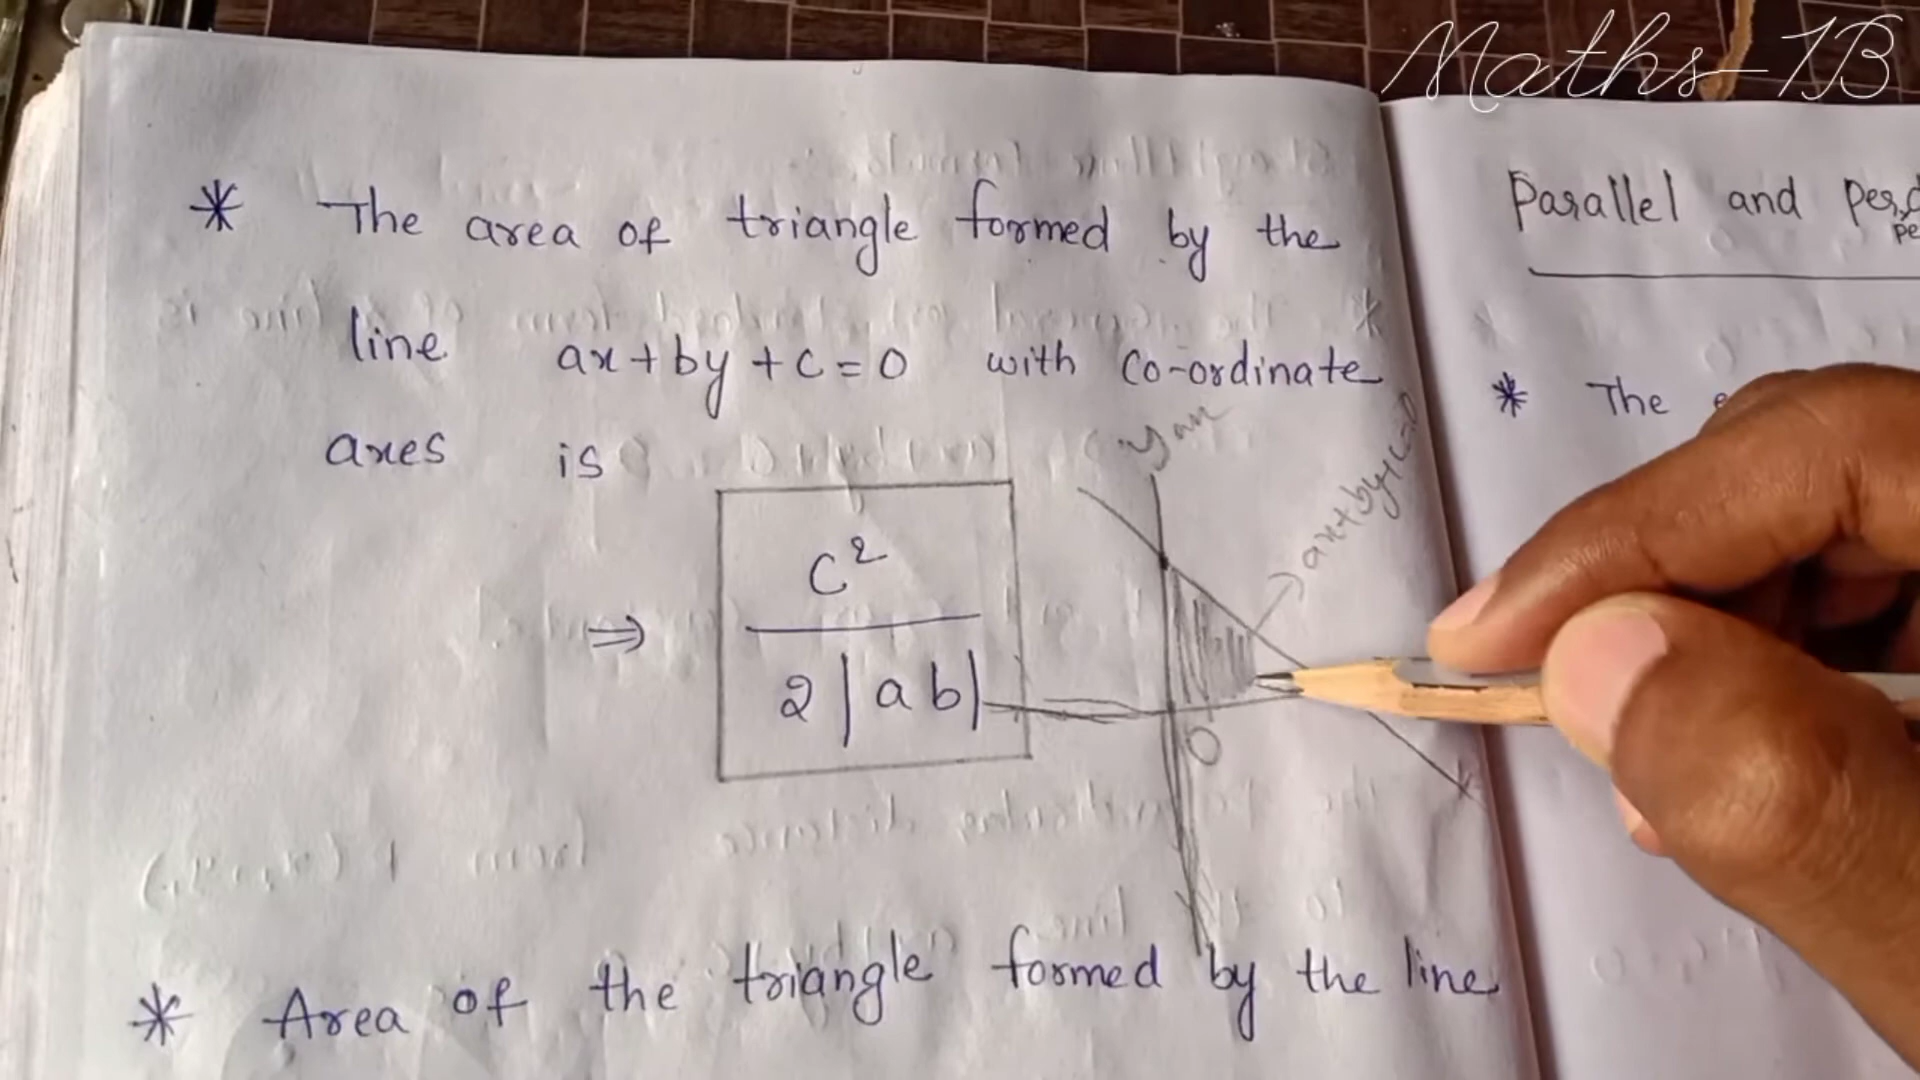 Maths-1B
* The area of triangle formed by the
line ax+by+c=0 with co-ordinate
axes is
⇒ c²
2|ab|
y
ax+by+c=0
O
* Area of the triangle formed by the line
Parallel and
* The